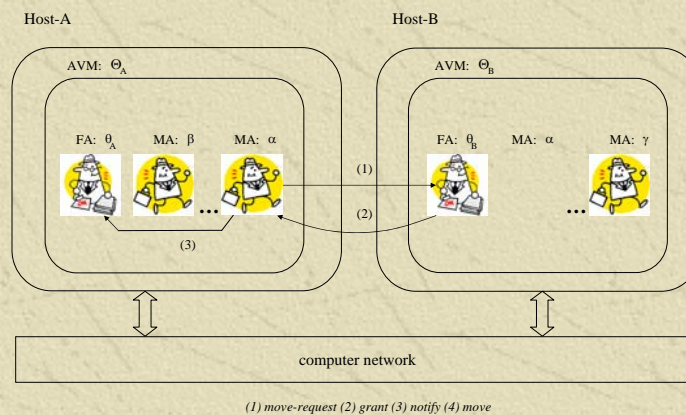 Host-A
Host-B
AVM: ΘA
AVM: ΘB
FA: θA
MA: β
MA: α
FA: θB
MA: α
MA: γ
(1)
(2)
...
...
(3)
computer network
(1) move-request (2) grant (3) notify (4) move